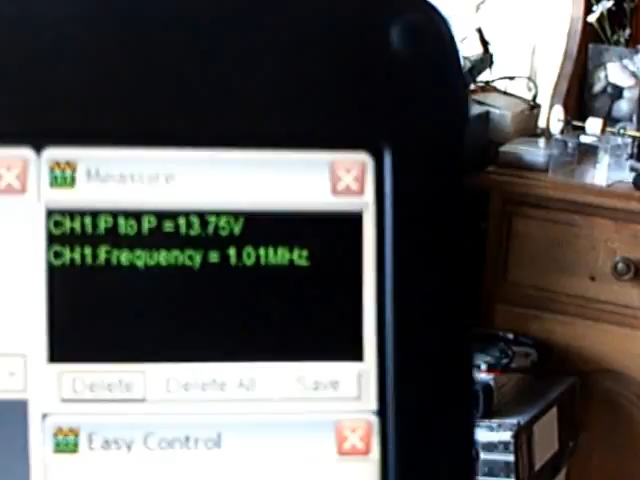 Measure
CH1:P to P =13.75V
CH1:Frequency = 1.01MHz
Delete
Delete All
Save
Easy Control